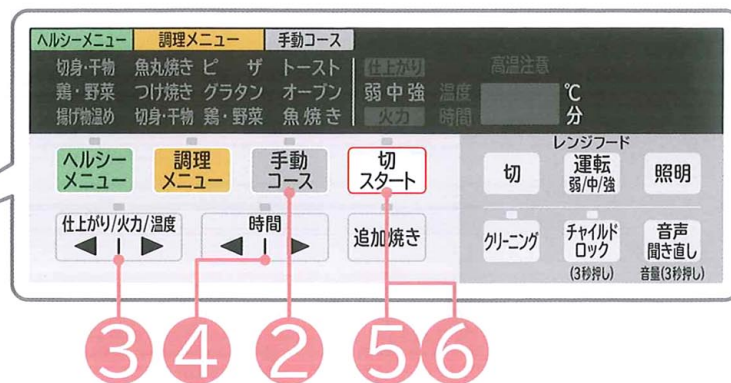 ヘルシーメニュー 調理メニュー 手動コース
切身・干物 魚丸焼き ピザ トースト 仕上がり 高温注意
鶏・野菜 つけ焼き グラタン オーブン 弱 中 強 温度 ℃
揚げ物温め 切身・干物 鶏・野菜 魚焼き 火力 時間 分
レンジフード
ヘルシー
メニュー
調理
メニュー
手動
コース
切
スタート
切
運転
弱/中/強
照明
仕上がり/火力/温度
◀ ▶
時間
◀ ▶
追加焼き
クリーニング
チャイルド
ロック
(3秒押し)
音声
聞き直し
音量(3秒押し)
3 4 2 5 6